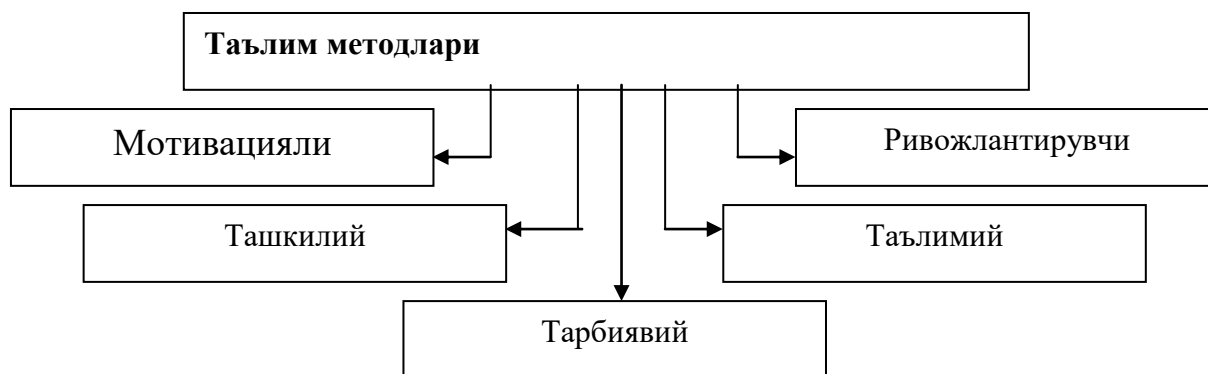 Таълим методлари
Мотивацияли
Ривожлантирувчи
Ташкилий
Таълимий
Тарбиявий